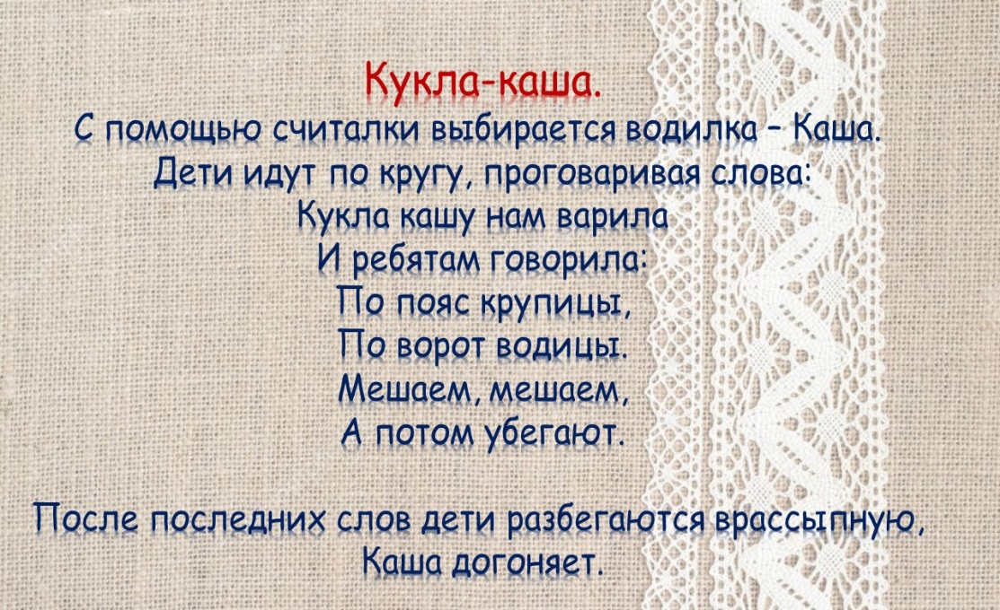 Кукла-каша.
С помощью считалки выбирается водилка – Каша.
Дети идут по кругу, проговаривая слова:
Кукла кашу нам варила
И ребятам говорила:
По пояс крупицы,
По ворот водицы.
Мешаем, мешаем,
А потом убегают.
После последних слов дети разбегаются врассыпную,
Каша догоняет.